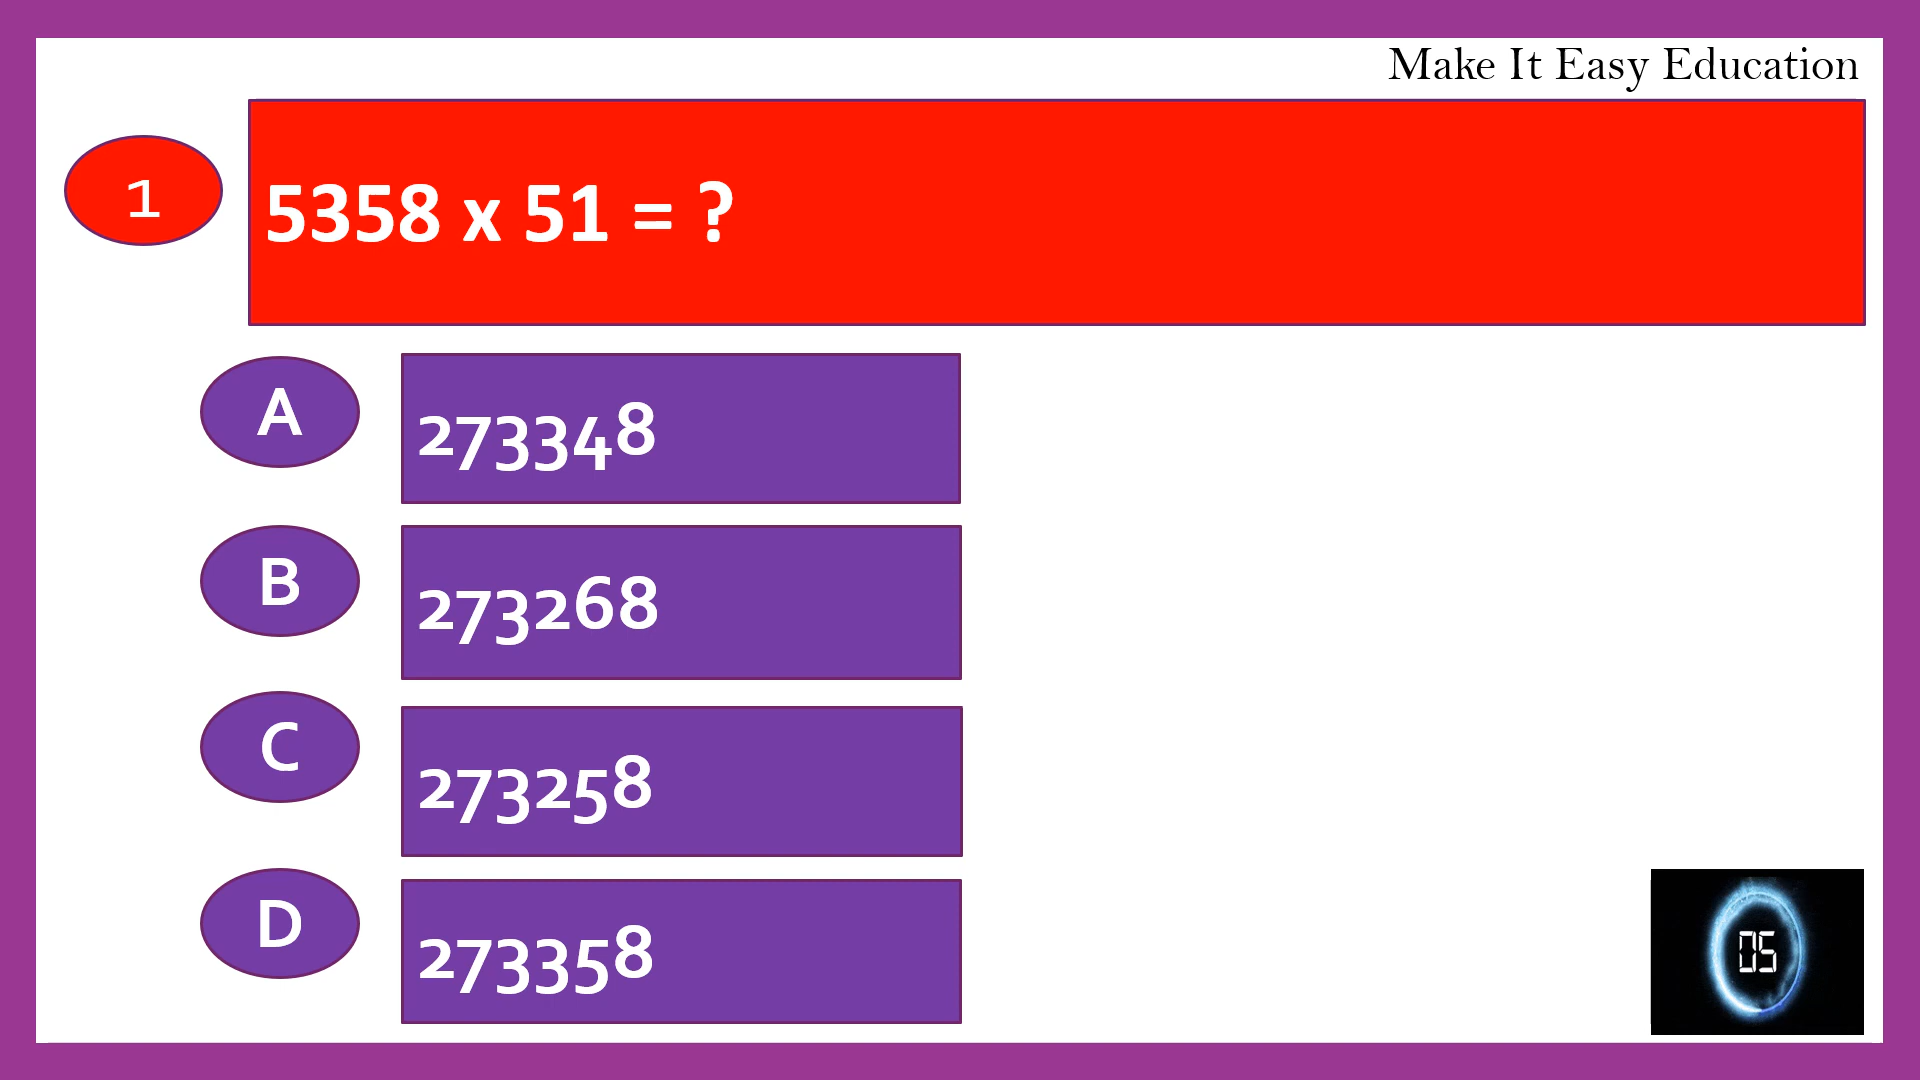 Make It Easy Education
1
5358 x 51 = ?
A
273348
B
273268
C
273258
D
273358
05